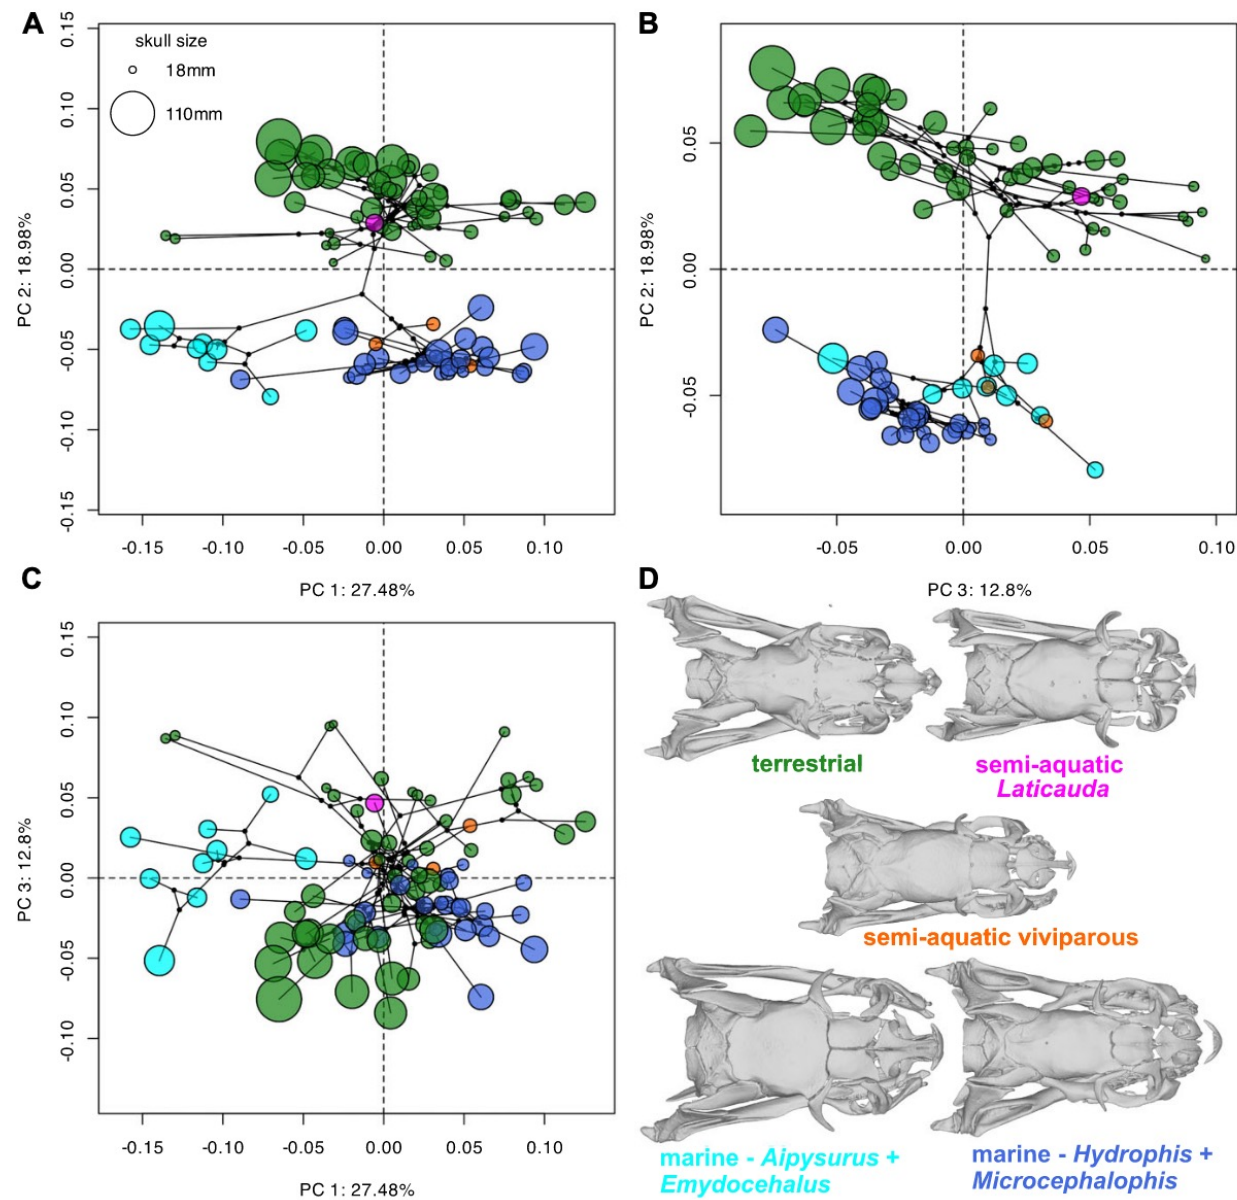 A
B
skull size
18mm
110mm
0.15
0.10
0.05
0.00
-0.05
-0.10
-0.15
PC 2: 18.98%
-0.15
-0.10
-0.05
0.00
0.05
0.10
PC 1: 27.48%
0.05
0.00
-0.05
PC 2: 18.98%
-0.05
0.00
0.05
0.10
PC 3: 12.8%
C
D
0.15
0.10
0.05
0.00
-0.05
-0.10
PC 3: 12.8%
-0.15
-0.10
-0.05
0.00
0.05
0.10
PC 1: 27.48%
terrestrial
semi-aquatic
Laticauda
semi-aquatic viviparous
marine - Aipysurus +
Emydocehalus
marine - Hydrophis +
Microcephalophis